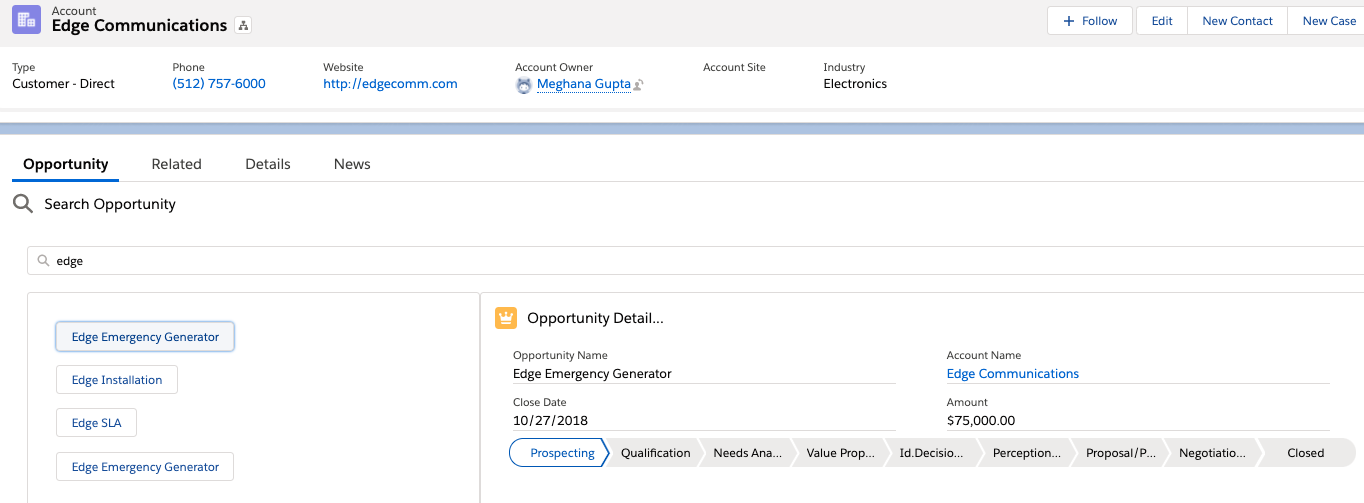 Account
Edge Communications
+ Follow
Edit
New Contact
New Case
Type
Customer - Direct
Phone
(512) 757-6000
Website
http://edgecomm.com
Account Owner
Meghana Gupta
Account Site
Industry
Electronics
Opportunity
Related
Details
News
Search Opportunity
edge
Edge Emergency Generator
Edge Installation
Edge SLA
Edge Emergency Generator
Opportunity Detail...
Opportunity Name
Edge Emergency Generator
Account Name
Edge Communications
Close Date
10/27/2018
Amount
$75,000.00
Prospecting
Qualification
Needs Ana...
Value Prop...
Id.Decisio...
Perception...
Proposal/P...
Negotiatio...
Closed